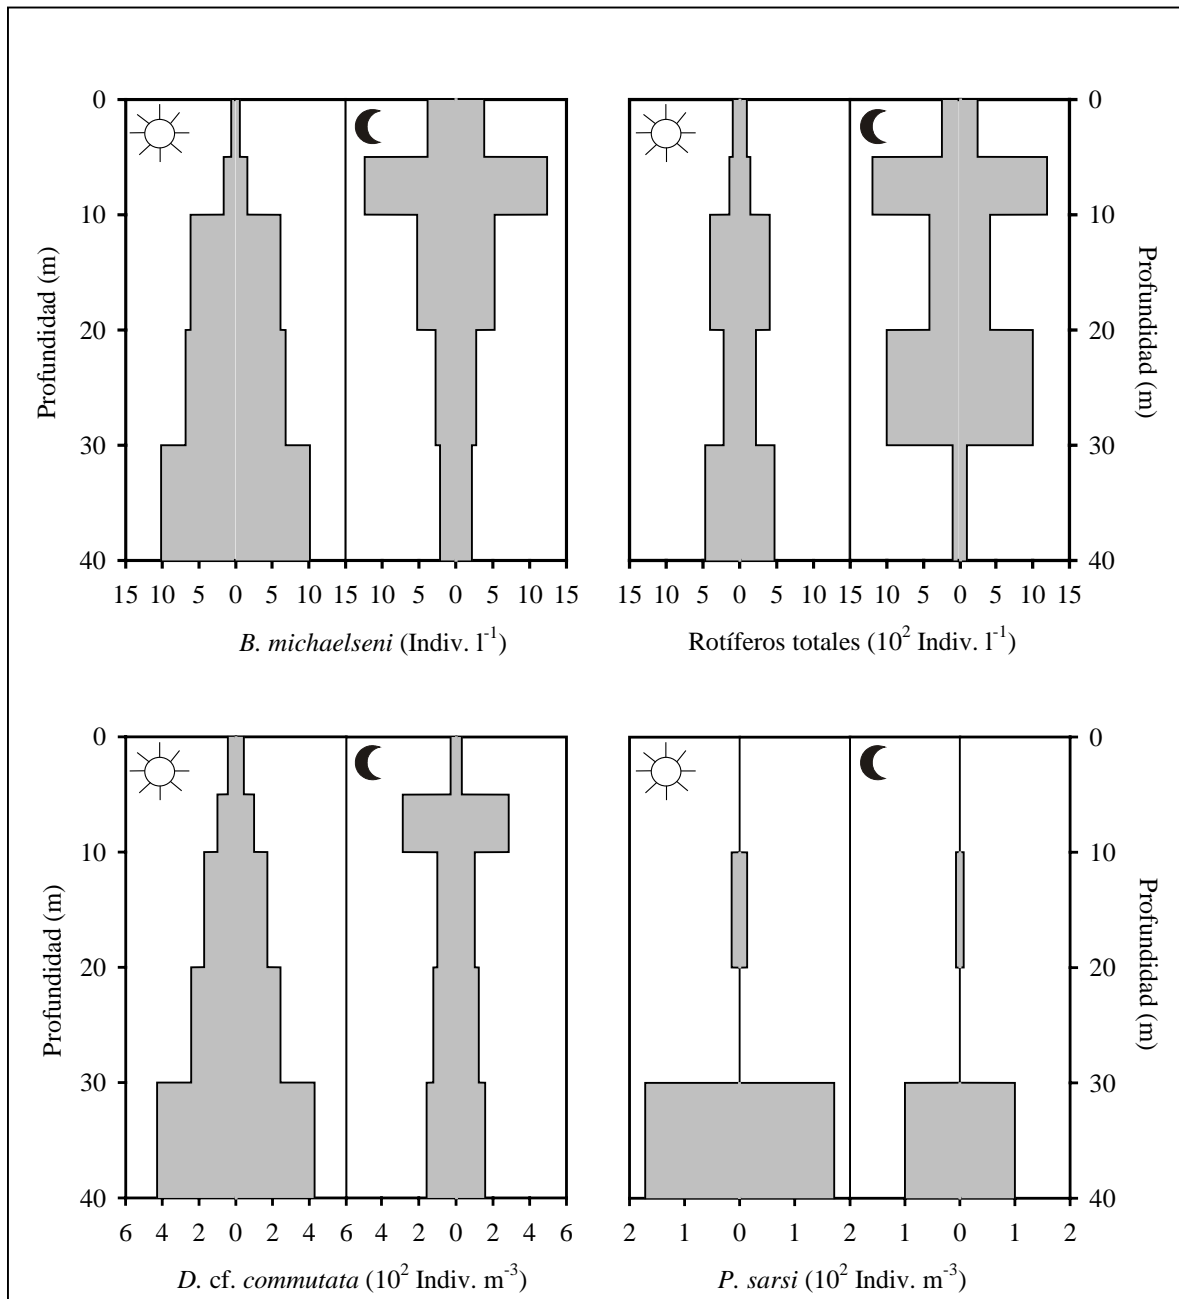 0
10
20
30
40
Profundidad (m)
15 10 5 0 5 10 15 10 5 0 5 10 15
B. michaelseni (Indiv. l⁻¹)
0
10
20
30
40
Profundidad (m)
15 10 5 0 5 10 15 10 5 0 5 10 15
Rotíferos totales (10² Indiv. l⁻¹)
0
10
20
30
40
Profundidad (m)
6 4 2 0 2 4 6 4 2 0 2 4 6
D. cf. commutata (10² Indiv. m⁻³)
0
10
20
30
40
Profundidad (m)
2 1 0 1 2 1 0 1 2
P. sarsi (10² Indiv. m⁻³)